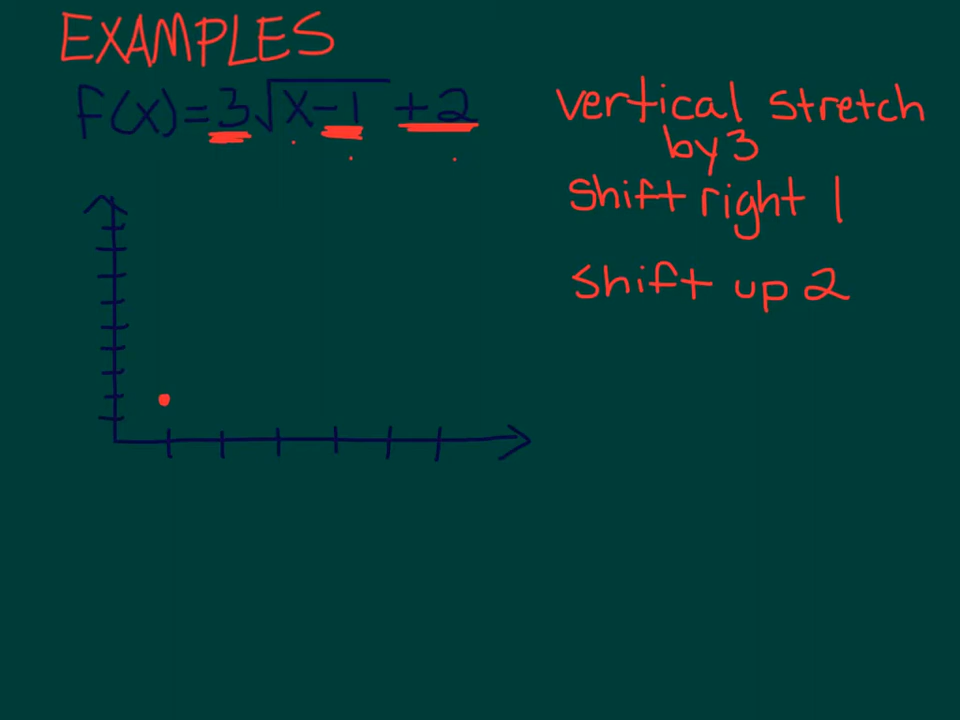 EXAMPLES
F(x) = 3√x-1 + 2
vertical stretch
by 3
shift right 1
shift up 2